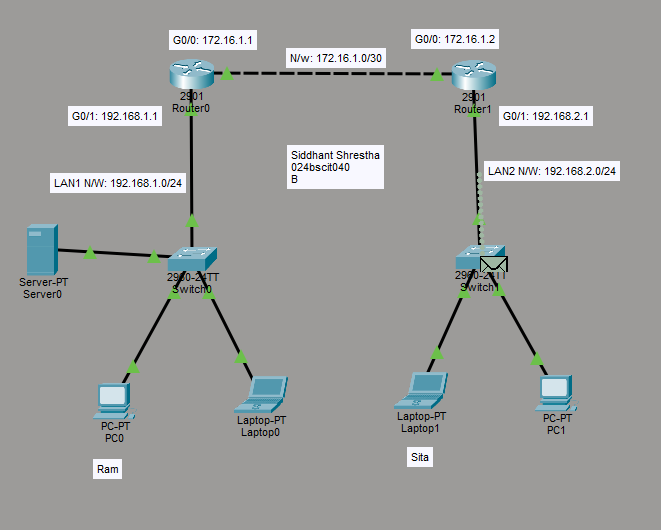 G0/0: 172.16.1.1
N/w: 172.16.1.0/30
G0/0: 172.16.1.2
2901
Router0
2901
Router1
G0/1: 192.168.1.1
G0/1: 192.168.2.1
Siddhant Shrestha
024bscit040
B
LAN1 N/W: 192.168.1.0/24
LAN2 N/W: 192.168.2.0/24
Server-PT
Server0
2960-24TT
Switch0
2960-24TT
Switch1
PC-PT
PC0
Laptop-PT
Laptop0
Laptop-PT
Laptop1
PC-PT
PC1
Ram
Sita